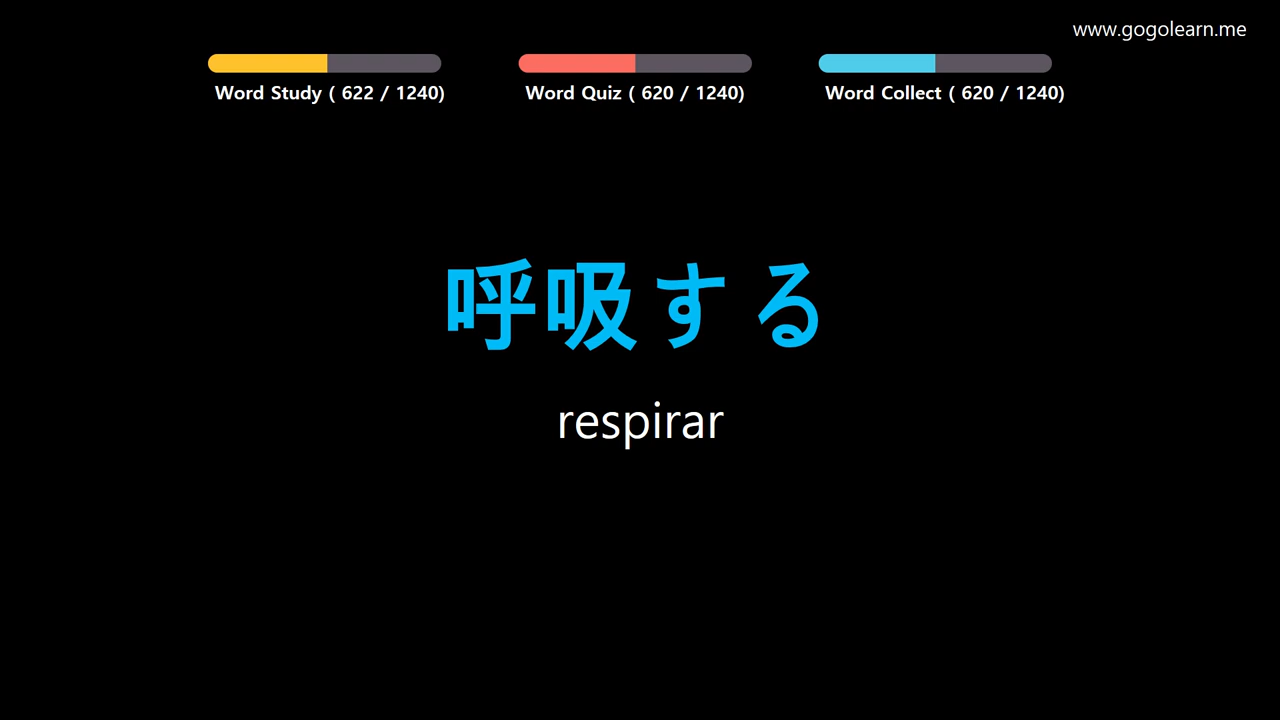 www.gogolearn.me
Word Study ( 622 / 1240)
Word Quiz ( 620 / 1240)
Word Collect ( 620 / 1240)
呼吸する
respirar